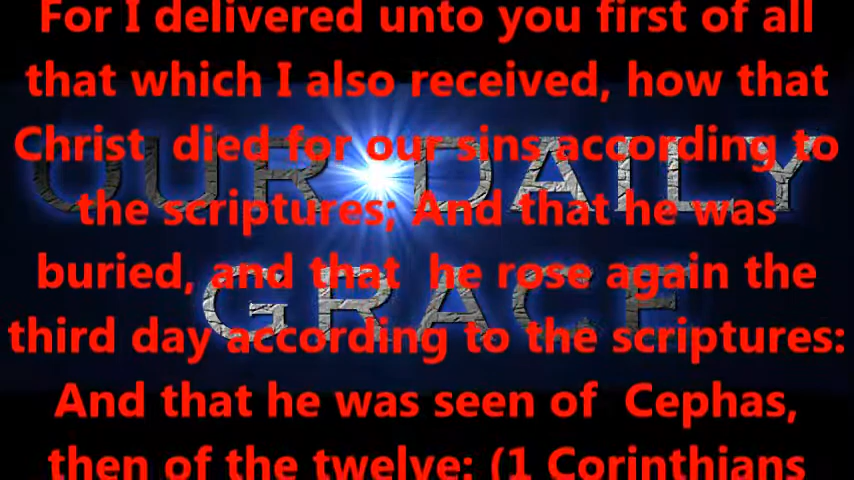 For I delivered unto you first of all
that which I also received, how that
Christ died for our sins according to
the scriptures; And that he was
buried, and that he rose again the
third day according to the scriptures:
And that he was seen of Cephas,
then of the twelve: (1 Corinthians
OUR DAILY
GRACE